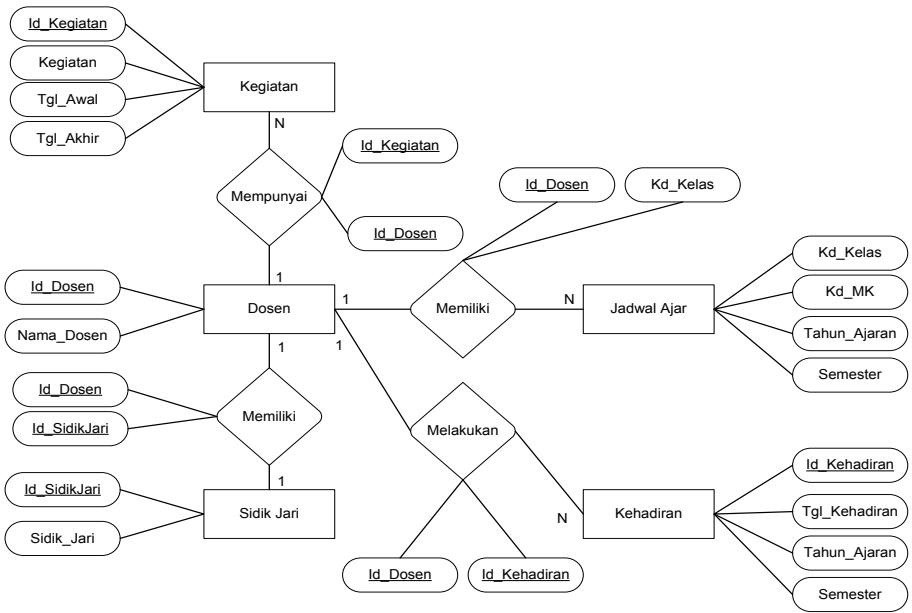 Id_Kegiatan
Kegiatan
Tgl_Awal
Tgl_Akhir
Kegiatan
N
Mempunyai
Id_Kegiatan
Id_Dosen
1
Id_Dosen
Kd_Kelas
Id_Dosen
Nama_Dosen
Dosen
1
1
1
Memiliki
N
Jadwal Ajar
Kd_Kelas
Kd_MK
Tahun_Ajaran
Semester
Id_Dosen
Id_SidikJari
Memiliki
1
Melakukan
N
Id_SidikJari
Sidik_Jari
Sidik Jari
Kehadiran
Id_Kehadiran
Tgl_Kehadiran
Tahun_Ajaran
Semester
Id_Dosen
Id_Kehadiran